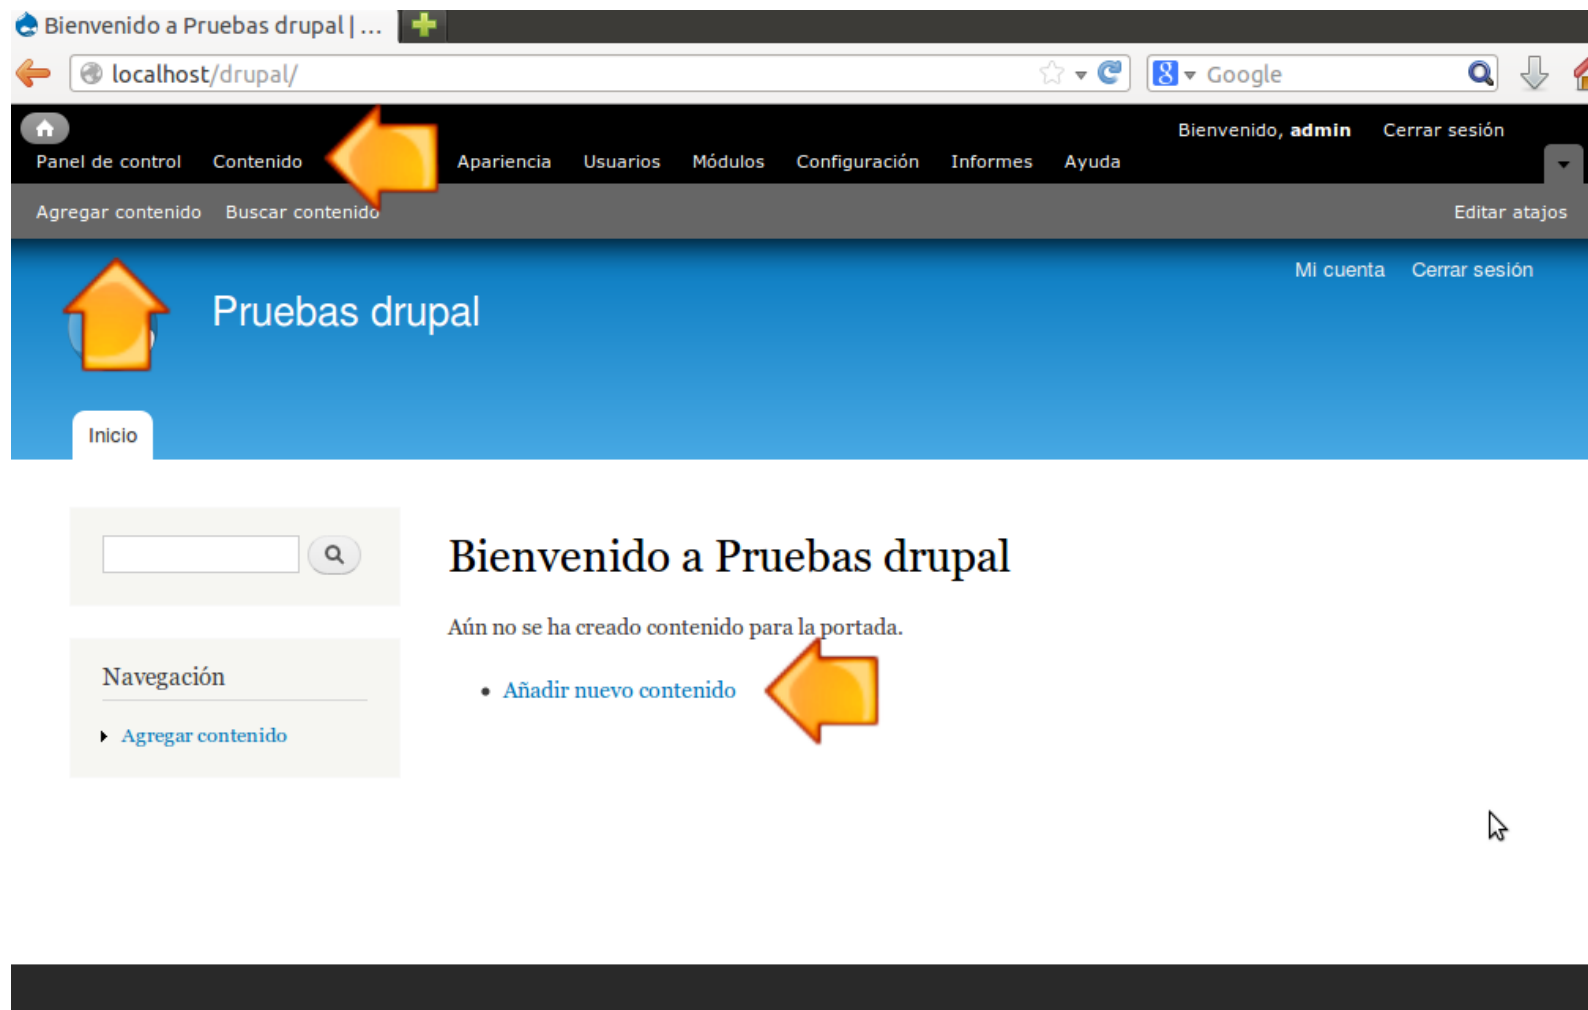 Bienvenido a Pruebas drupal | ...
localhost/drupal/
Google
Bienvenido, admin Cerrar sesión
Panel de control Contenido Apariencia Usuarios Módulos Configuración Informes Ayuda
Agregar contenido Buscar contenido Editar atajos
Mi cuenta Cerrar sesión
Pruebas drupal
Inicio
Bienvenido a Pruebas drupal
Aún no se ha creado contenido para la portada.
Navegación
• Añadir nuevo contenido
Agregar contenido